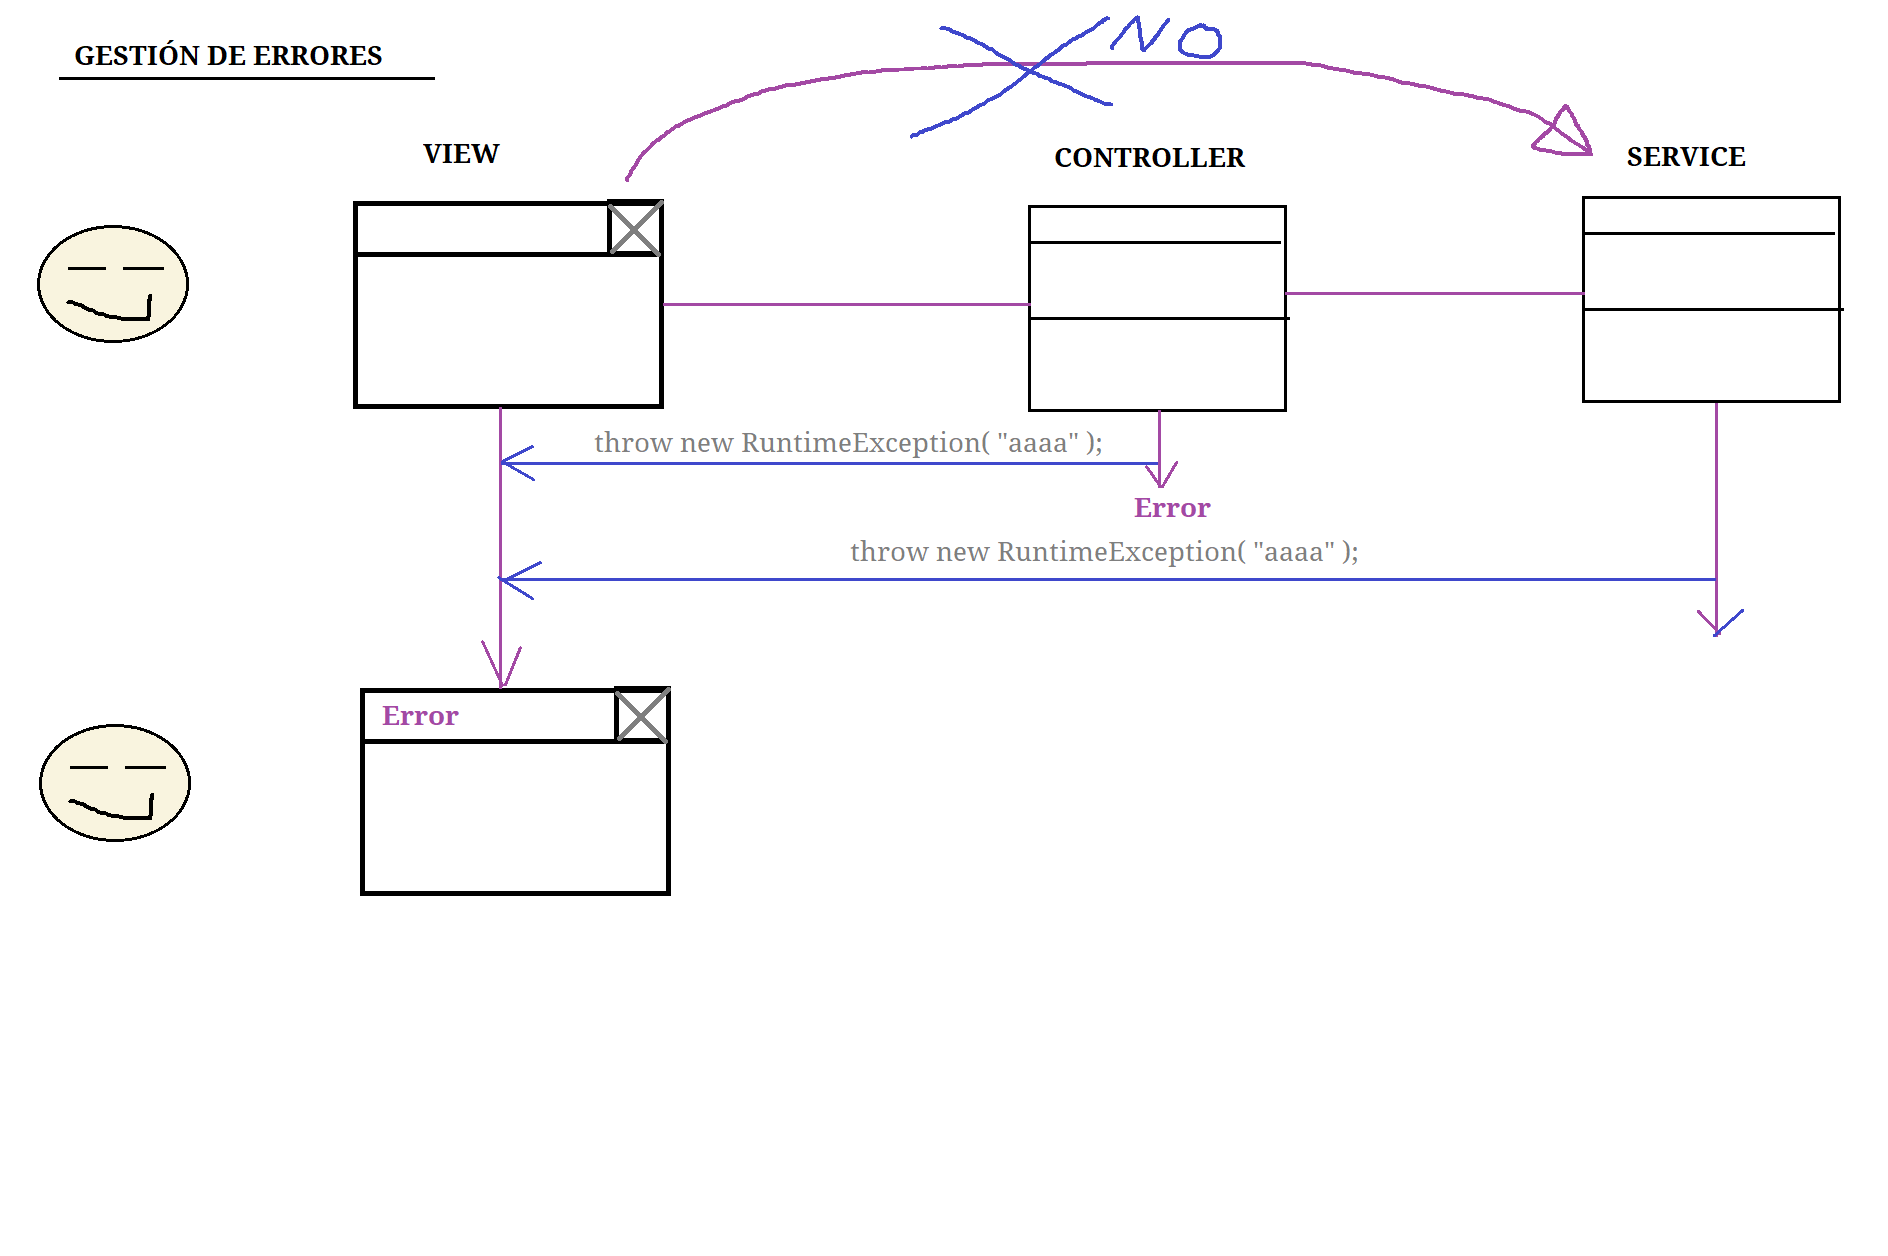 NO
GESTIÓN DE ERRORES
VIEW
CONTROLLER
SERVICE
throw new RuntimeException( "aaaa" );
Error
throw new RuntimeException( "aaaa" );
Error